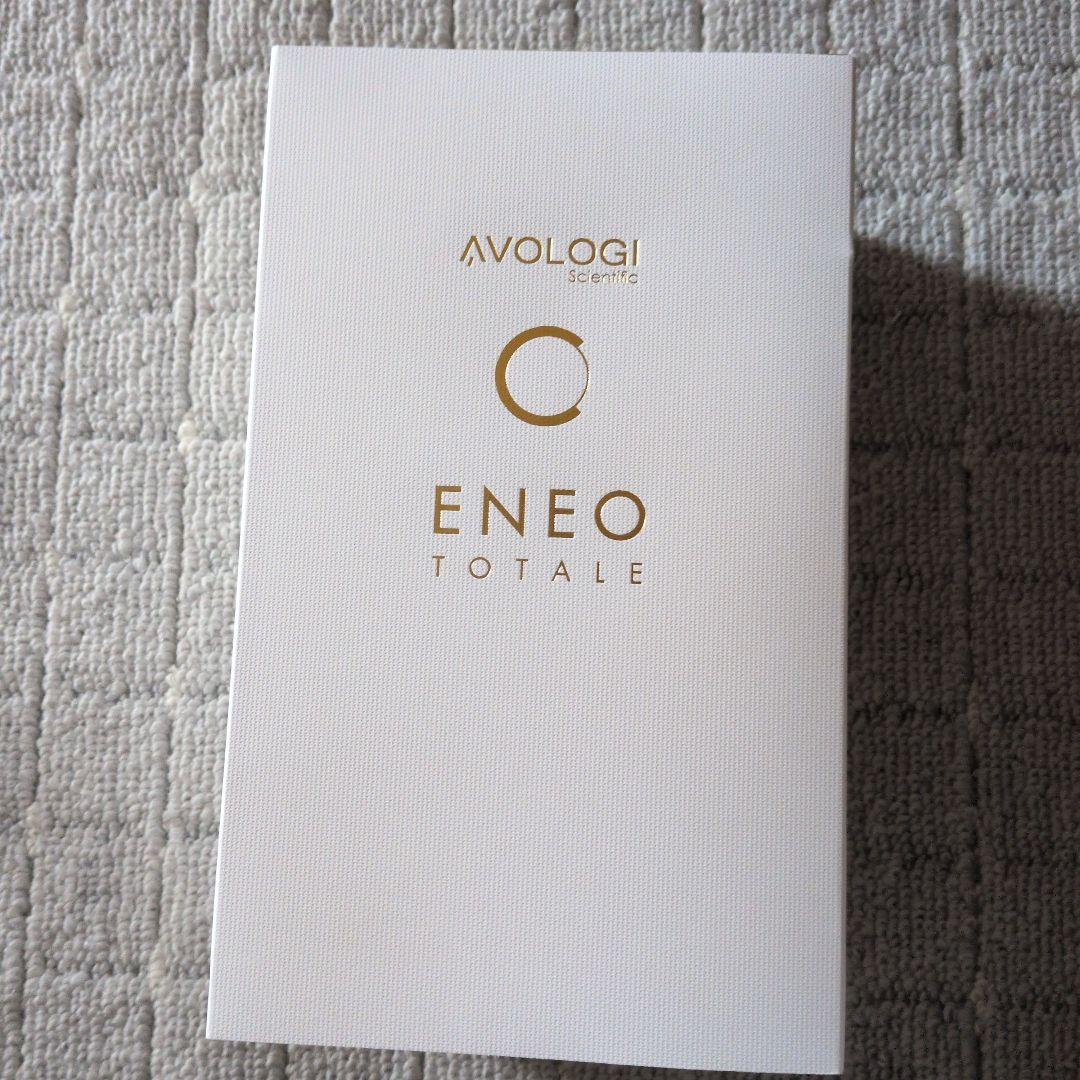 AVOLOGI
Scientific
ENEO
TOTALE